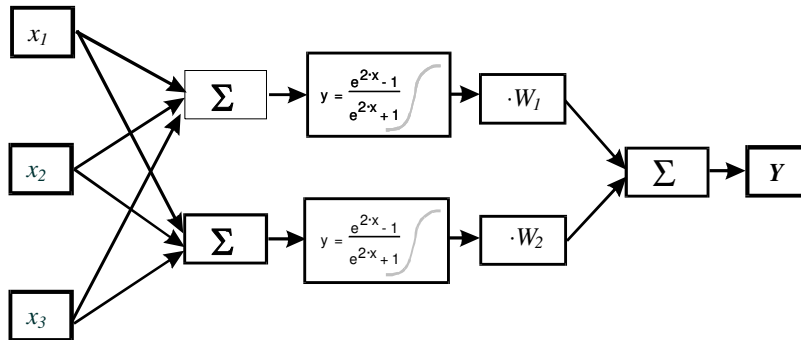 x₁
Σ
y = (e^2·x - 1)/(e^2·x + 1)
·W₁
x₂
Σ
Y
Σ
y = (e^2·x - 1)/(e^2·x + 1)
·W₂
x₃